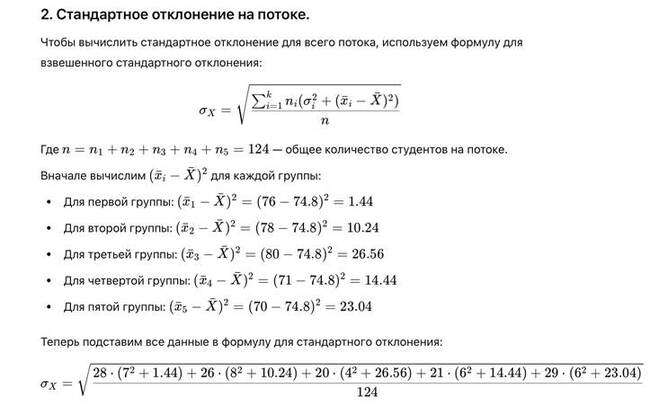 2. Стандартное отклонение на потоке.
Чтобы вычислить стандартное отклонение для всего потока, используем формулу для
взвешенного стандартного отклонения:
σ_X = √(∑_{i=1}^{k} n_i(σ_i² + (x̄_i − X̄)²) / n)
Где n = n₁ + n₂ + n₃ + n₄ + n₅ = 124 — общее количество студентов на потоке.
Вначале вычислим (x̄_i − X̄)² для каждой группы:
• Для первой группы: (x̄₁ − X̄)² = (76 − 74.8)² = 1.44
• Для второй группы: (x̄₂ − X̄)² = (78 − 74.8)² = 10.24
• Для третьей группы: (x̄₃ − X̄)² = (80 − 74.8)² = 26.56
• Для четвертой группы: (x̄₄ − X̄)² = (71 − 74.8)² = 14.44
• Для пятой группы: (x̄₅ − X̄)² = (70 − 74.8)² = 23.04
Теперь подставим все данные в формулу для стандартного отклонения:
σ_X = √((28 · (7² + 1.44) + 26 · (8² + 10.24) + 20 · (4² + 26.56) + 21 · (6² + 14.44) + 29 · (6² + 23.04)) / 124)